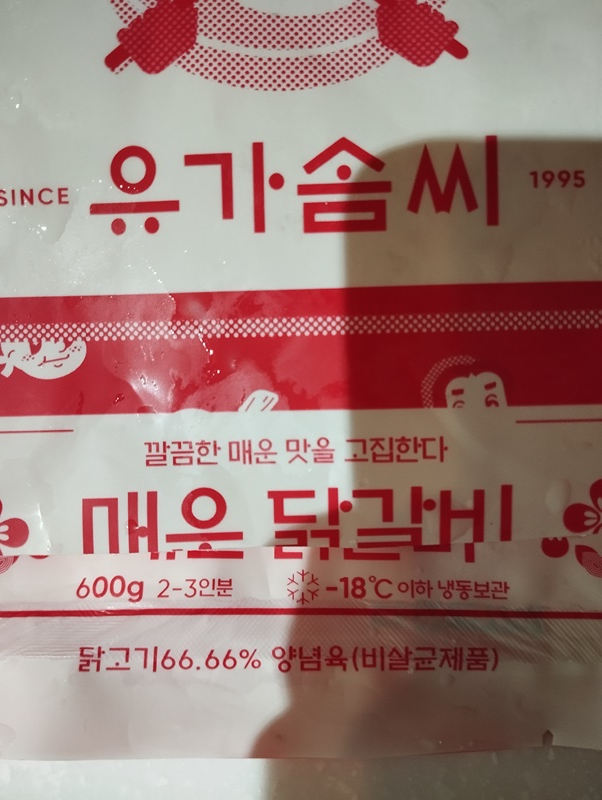 SINCE 유가솜씨 1995
깔끔한 매운 맛을 고집한다
매운 닭갈비
600g 2-3인분 -18℃ 이하 냉동보관
닭고기66.66% 양념육(비살균제품)